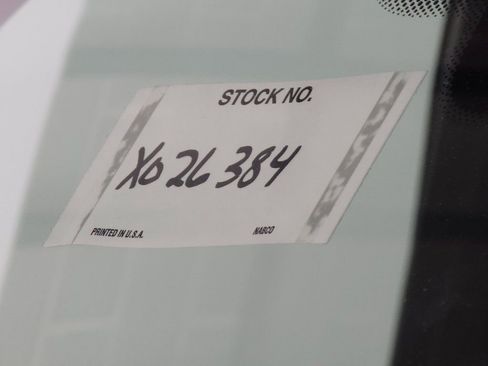 STOCK NO.
X026384
PRINTED IN U.S.A.
NABCO